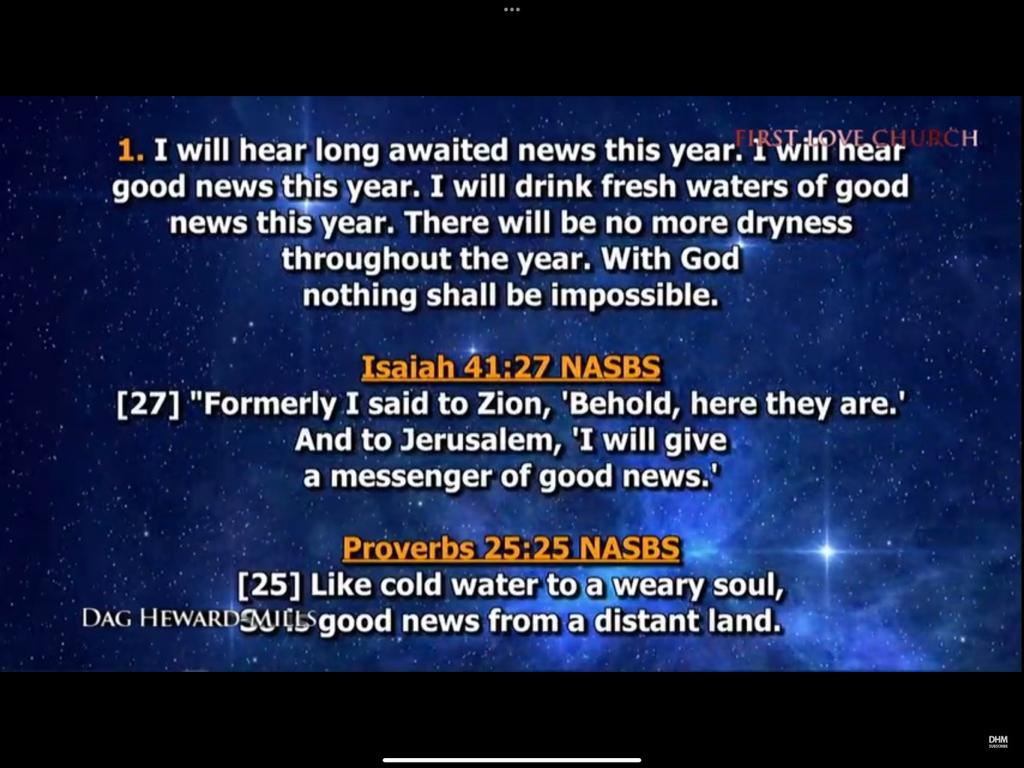 FIRST LOVE CHURCH
1. I will hear long awaited news this year. I will hear
good news this year. I will drink fresh waters of good
news this year. There will be no more dryness
throughout the year. With God
nothing shall be impossible.
Isaiah 41:27 NASBS
[27] "Formerly I said to Zion, 'Behold, here they are.'
And to Jerusalem, 'I will give
a messenger of good news.'
Proverbs 25:25 NASBS
[25] Like cold water to a weary soul,
So is good news from a distant land.
DAG HEWARD-MILLS
DHM
SUBSCRIBE